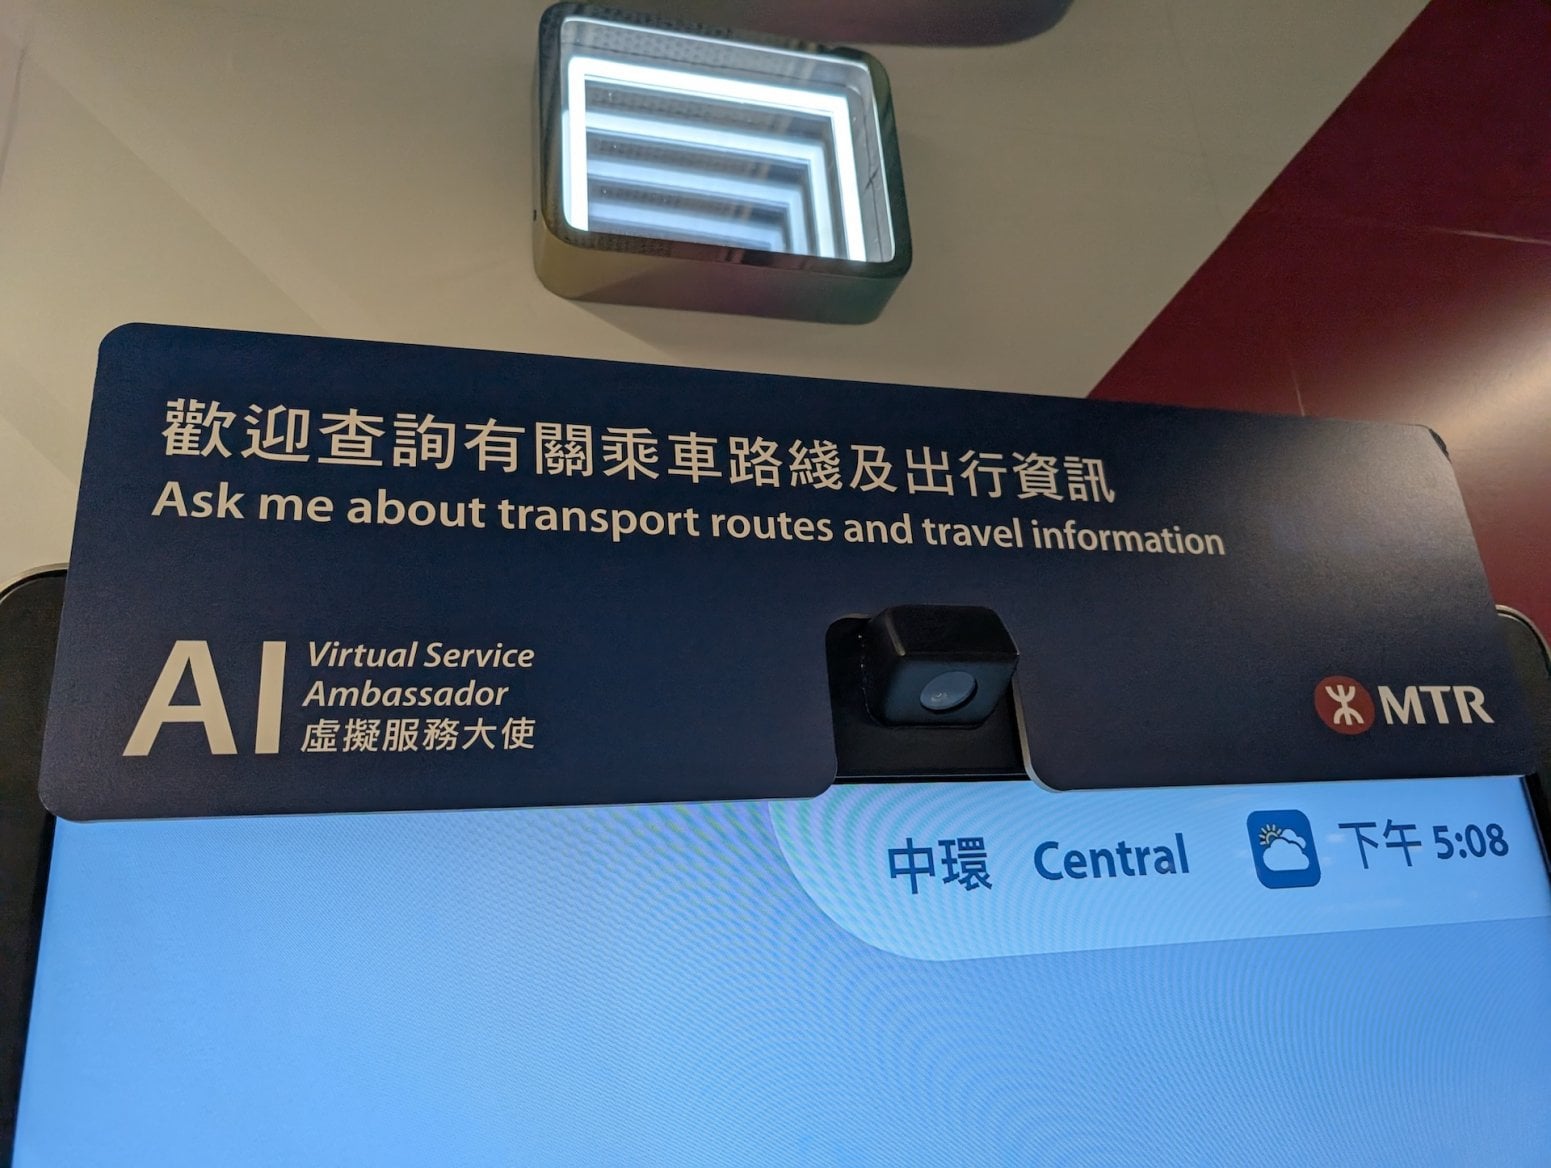 歡迎查詢有關乘車路綫及出行資訊
Ask me about transport routes and travel information
AI
Virtual Service
Ambassador
虛擬服務大使
MTR
中環 Central 下午 5:08